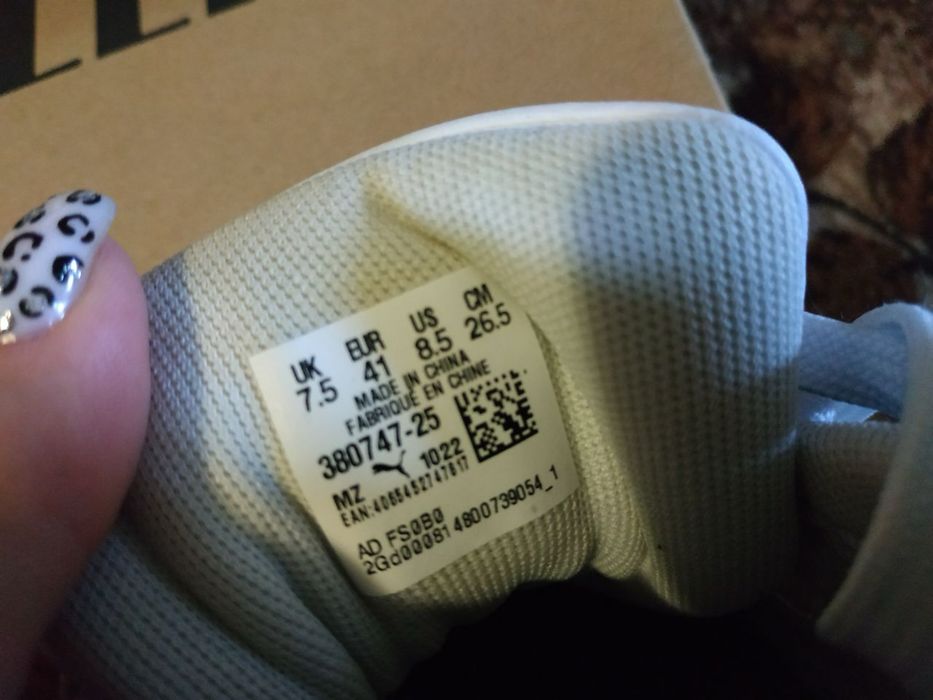 UK EUR US CM
7.5 41 8.5 26.5
MADE IN CHINA
FABRIQUÉ EN CHINE
380747-25
MZ 1022
EAN:4065452747817
AD FS0B0
2Gd00081 4800739054_1